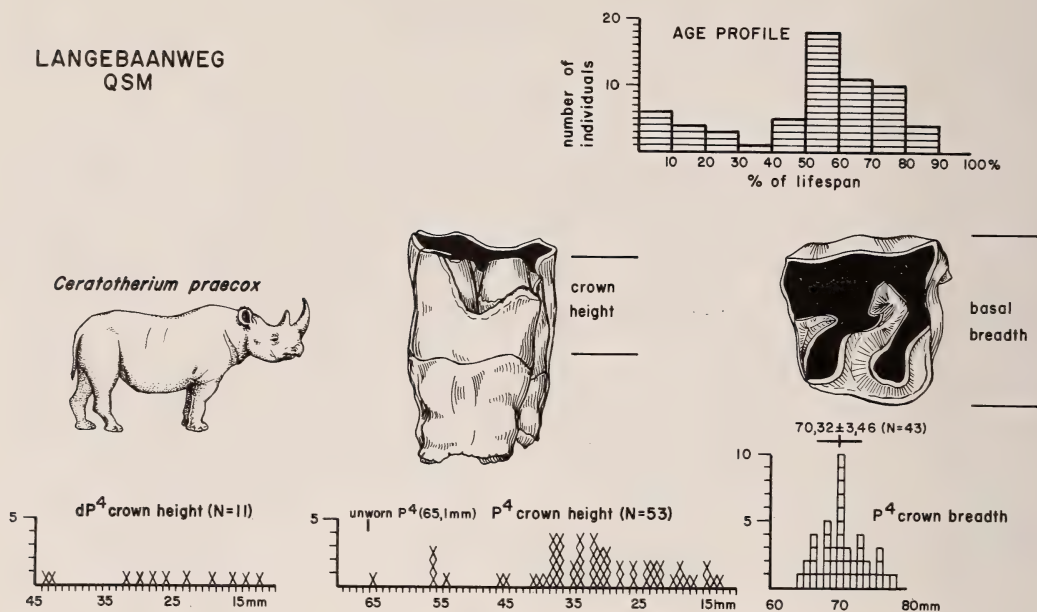 LANGEBAANWEG
QSM
AGE PROFILE
number of
individuals
20
10
10 20 30 40 50 60 70 80 90 100%
% of lifespan
Ceratotherium praecox
crown
height
basal
breadth
70,32±3,46 (N=43)
dP⁴ crown height (N=11)
5
45 35 25 15mm
unworn P⁴ (65,1mm)
P⁴ crown height (N=53)
5
65 55 45 35 25 15mm
10
5
P⁴ crown breadth
60 70 80mm